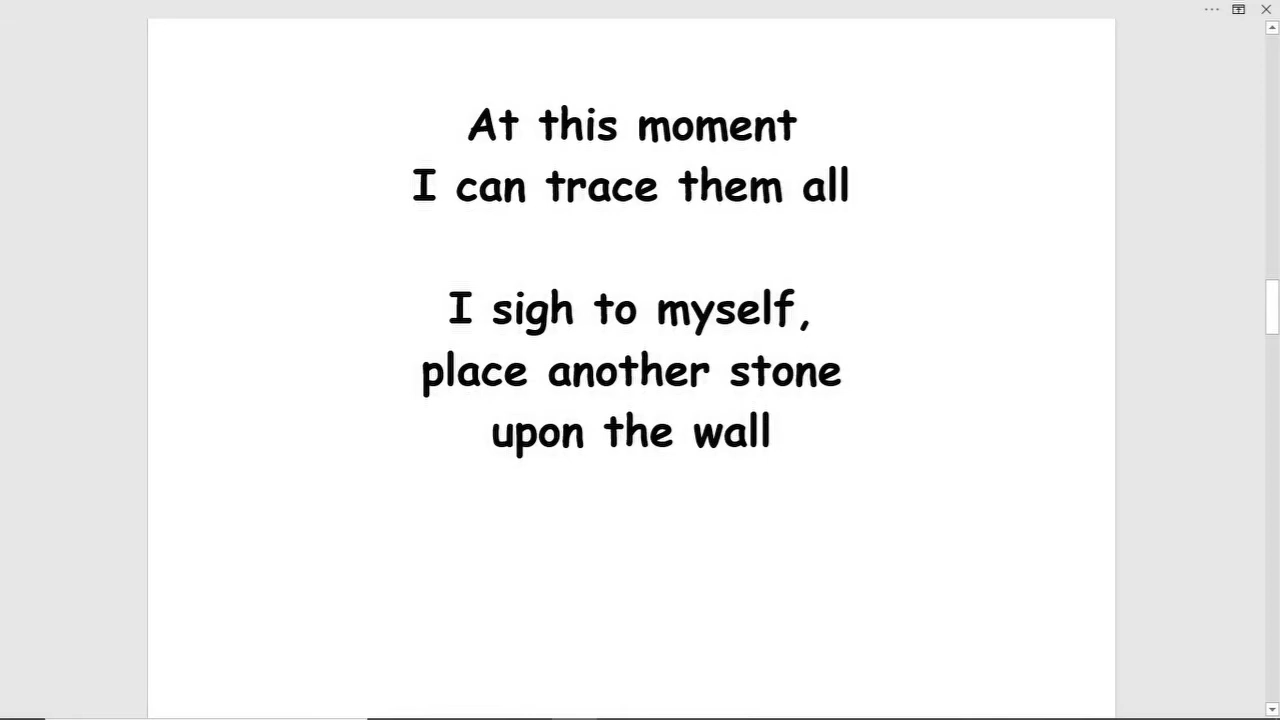 At this moment
I can trace them all
I sigh to myself,
place another stone
upon the wall